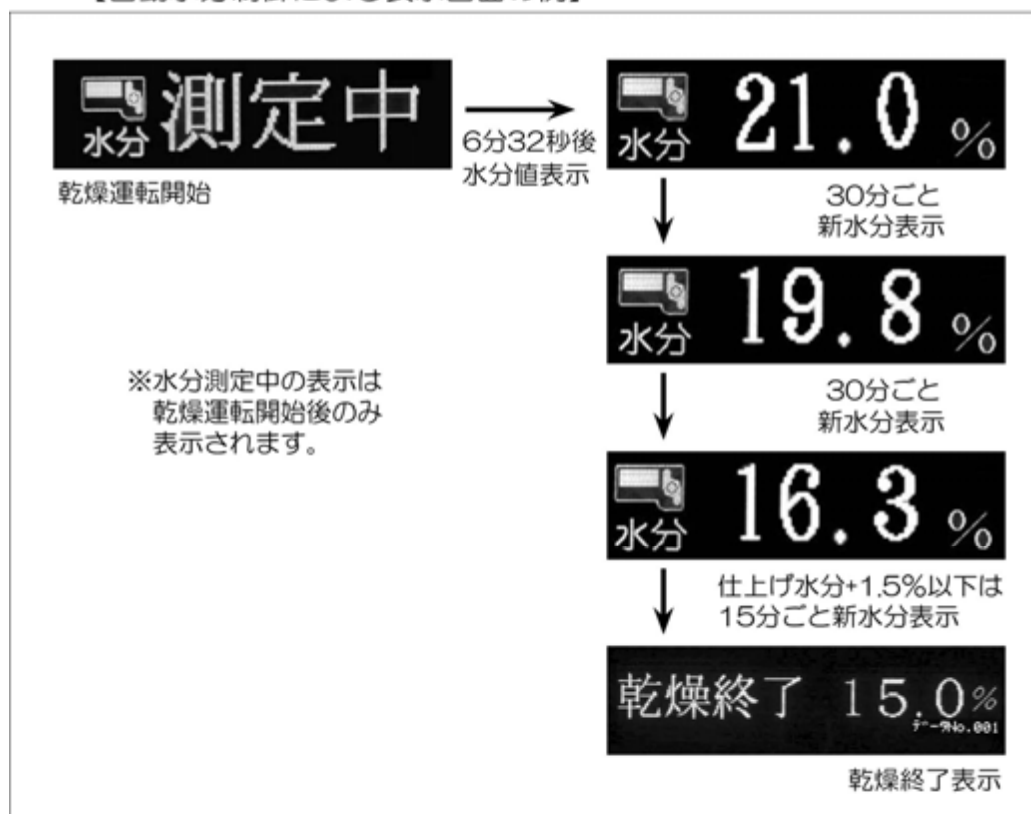 水分 測定中
乾燥運転開始
6分32秒後
水分値表示
水分 21.0 %
30分ごと
新水分表示
水分 19.8 %
30分ごと
新水分表示
※水分測定中の表示は
乾燥運転開始後のみ
表示されます。
水分 16.3 %
仕上げ水分+1.5%以下は
15分ごと新水分表示
乾燥終了 15.0%
データNo.001
乾燥終了表示